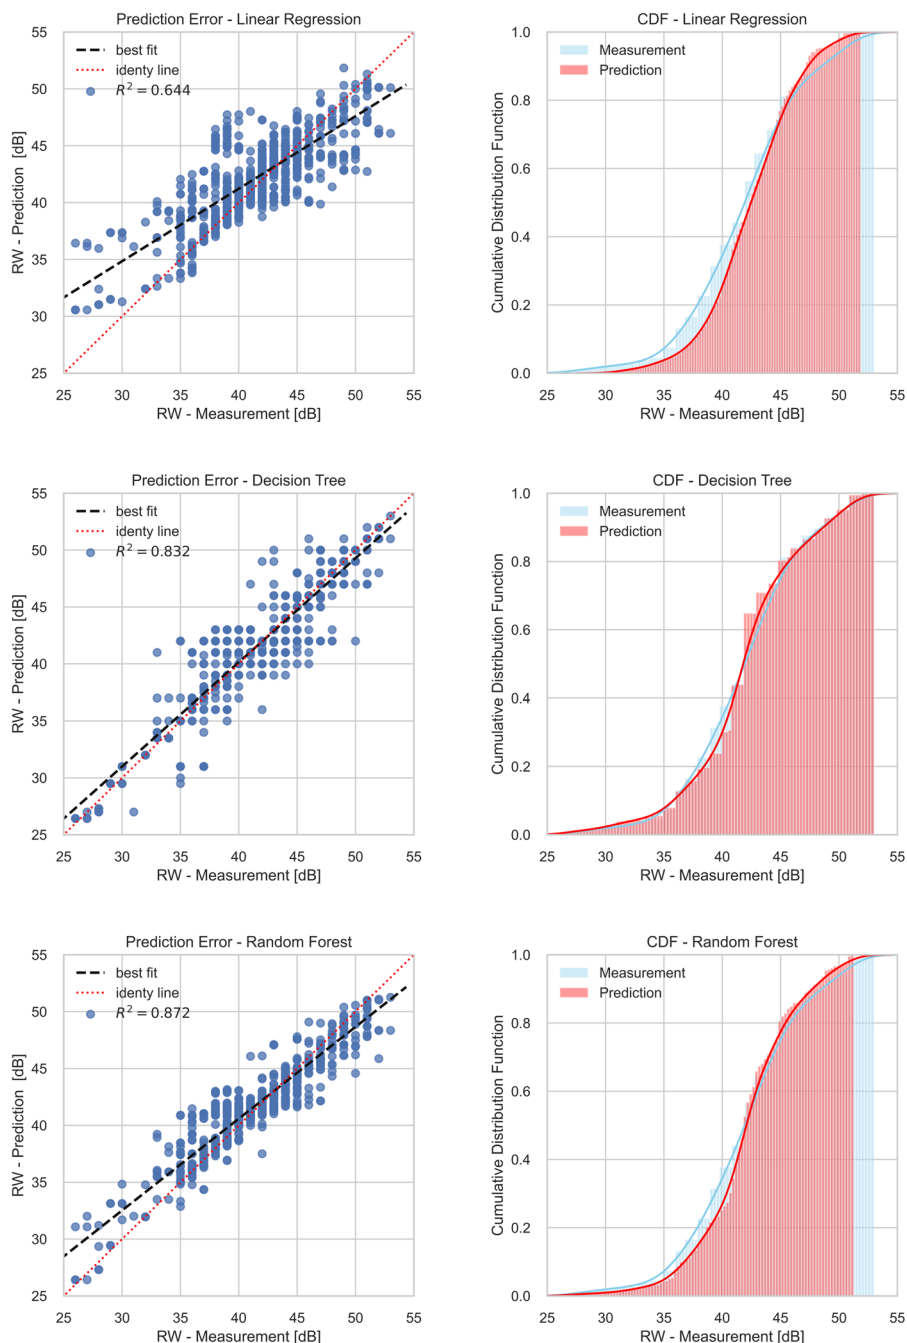 Prediction Error - Linear Regression
55
50
45
40
35
30
25
RW - Prediction [dB]
best fit
identy line
R² = 0.644
25 30 35 40 45 50 55
RW - Measurement [dB]
CDF - Linear Regression
1.0
0.8
0.6
0.4
0.2
0.0
Cumulative Distribution Function
Measurement
Prediction
25 30 35 40 45 50 55
RW - Measurement [dB]
Prediction Error - Decision Tree
55
50
45
40
35
30
25
RW - Prediction [dB]
best fit
identy line
R² = 0.832
25 30 35 40 45 50 55
RW - Measurement [dB]
CDF - Decision Tree
1.0
0.8
0.6
0.4
0.2
0.0
Cumulative Distribution Function
Measurement
Prediction
25 30 35 40 45 50 55
RW - Measurement [dB]
Prediction Error - Random Forest
55
50
45
40
35
30
25
RW - Prediction [dB]
best fit
identy line
R² = 0.872
25 30 35 40 45 50 55
RW - Measurement [dB]
CDF - Random Forest
1.0
0.8
0.6
0.4
0.2
0.0
Cumulative Distribution Function
Measurement
Prediction
25 30 35 40 45 50 55
RW - Measurement [dB]